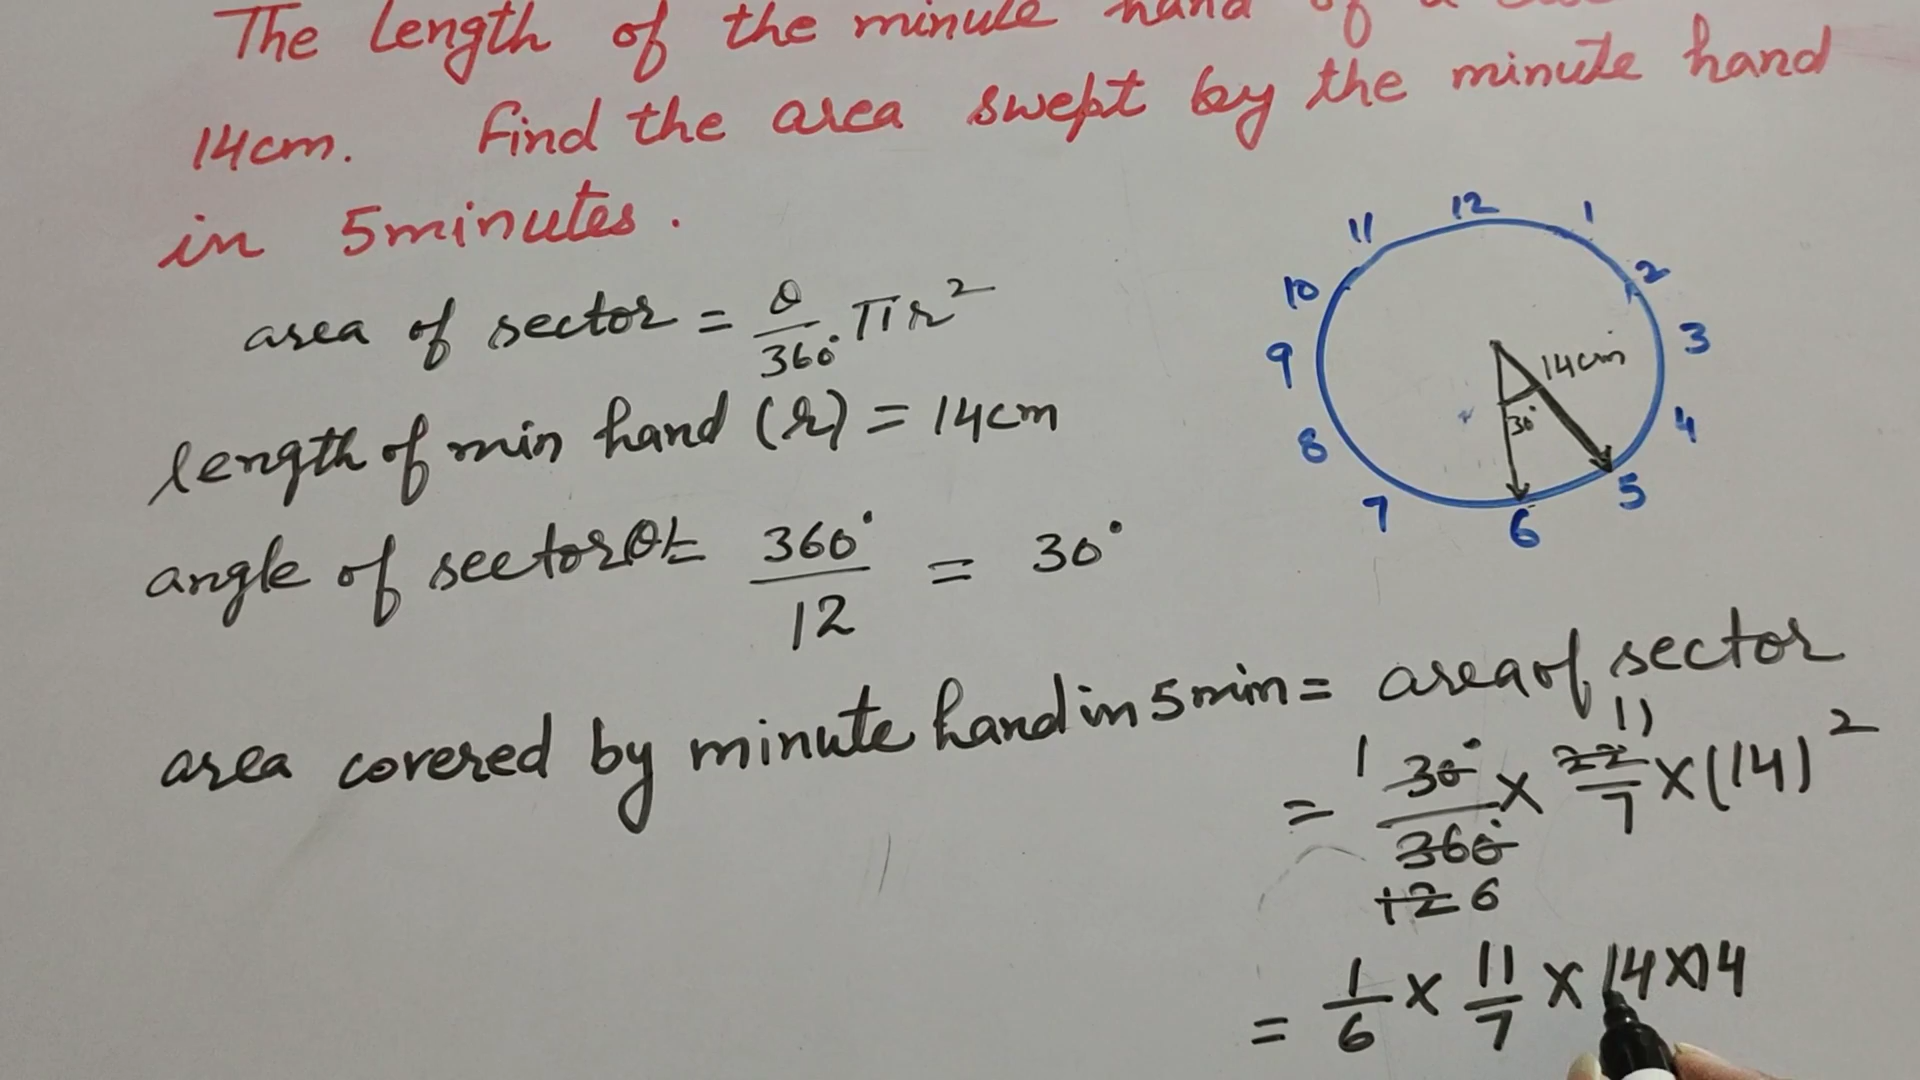 The length of the minute hand of a
14cm. Find the area swept by the minute hand
in 5minutes.
area of sector = θ/360° πr²
length of min hand (r) = 14cm
angle of sector θ = 360°/12 = 30°
area covered by minute hand in 5min = area of sector
= 1 30°/360° × 22/7 × (14)²
11
12 6
= 1/6 × 11/7 × 14 × 14
12
1
2
3
4
5
6
7
8
9
10
11
14cm
30°